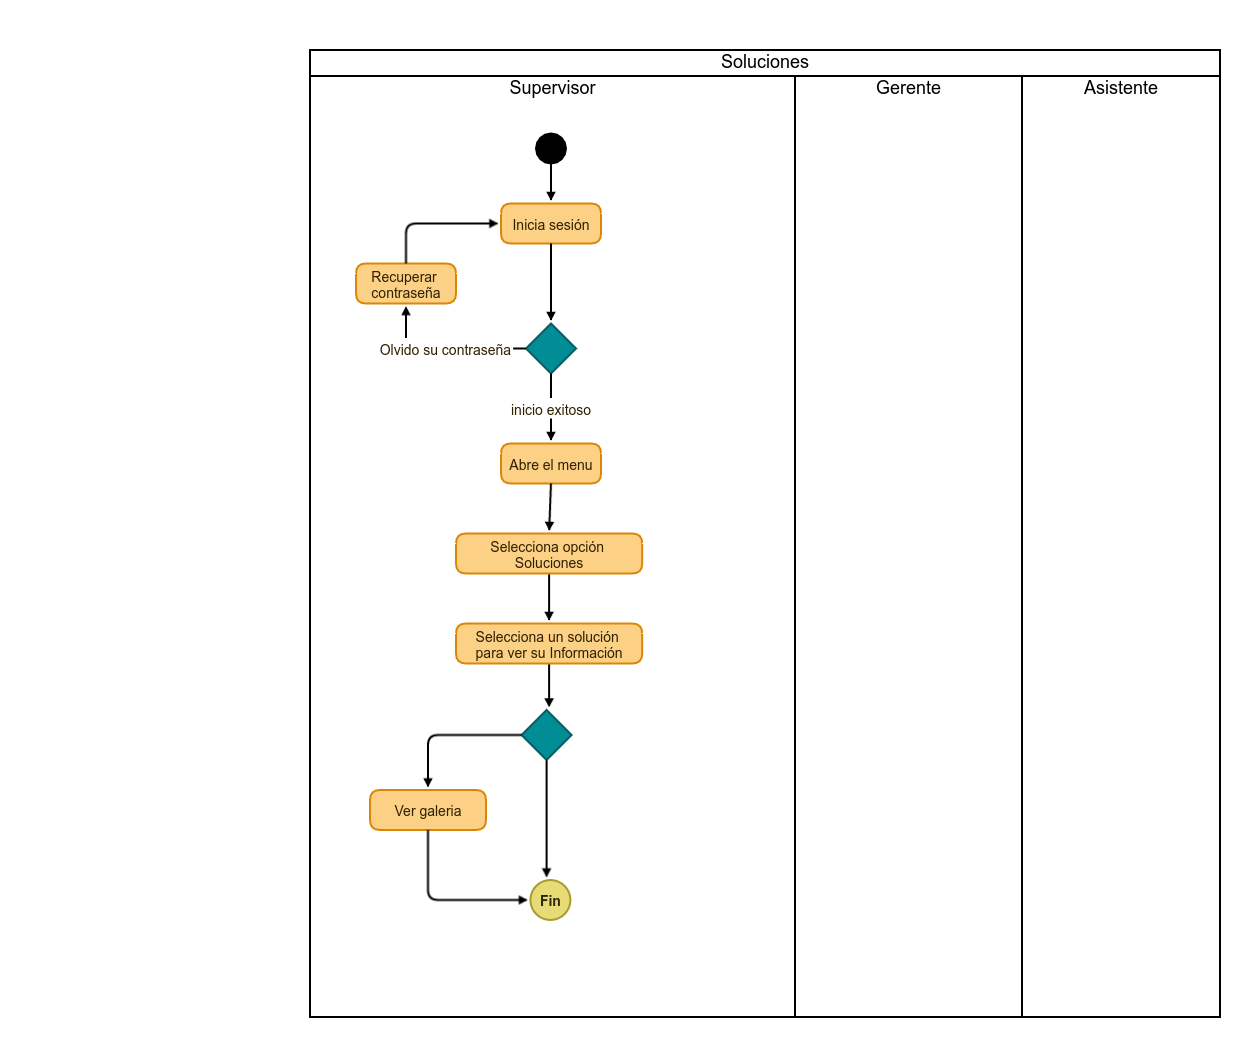 Soluciones
Supervisor
Gerente
Asistente
Inicia sesión
Recuperar
contraseña
Olvido su contraseña
inicio exitoso
Abre el menu
Selecciona opción
Soluciones
Selecciona un solución
para ver su Información
Ver galeria
Fin